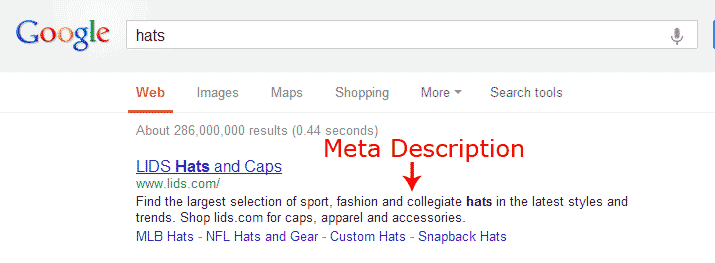 Google hats
Web Images Maps Shopping More Search tools
About 286,000,000 results (0.44 seconds)
Meta Description
LIDS Hats and Caps
www.lids.com/
Find the largest selection of sport, fashion and collegiate hats in the latest styles and
trends. Shop lids.com for caps, apparel and accessories.
MLB Hats - NFL Hats and Gear - Custom Hats - Snapback Hats